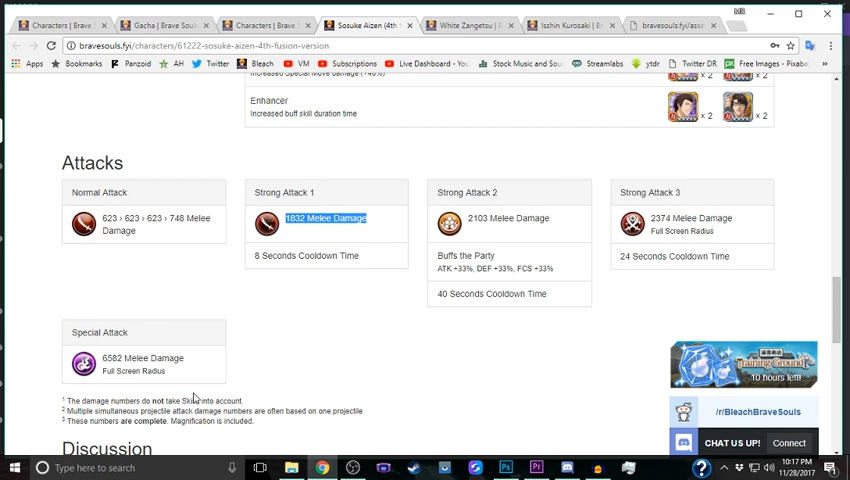 MR
Characters | Brave S
Gacha | Brave Soul
Characters | Brave
Sosuke Aizen (4th f
White Zangetsu | B
Isshin Kurosaki | B
bravesouls.fyi/asse
bravesouls.fyi/characters/61222-sosuke-aizen-4th-fusion-version
Apps
Bookmarks
Panzoid
AH
Twitter
Bleach
VM
Subscriptions
Live Dashboard - You
Stock Music and Sou
Streamlabs
ytdr
Twitter DR
Free Images - Pixaba
Increased Special Move damage (+40%)
x 2
x 2
Enhancer
Increased buff skill duration time
x 2
x 2
Attacks
Normal Attack
623 › 623 › 623 › 748 Melee
Damage
Strong Attack 1
1832 Melee Damage
8 Seconds Cooldown Time
Strong Attack 2
2103 Melee Damage
Buffs the Party
ATK +33%, DEF +33%, FCS +33%
40 Seconds Cooldown Time
Strong Attack 3
2374 Melee Damage
Full Screen Radius
24 Seconds Cooldown Time
Special Attack
6582 Melee Damage
Full Screen Radius
1 The damage numbers do not take Skills into account.
2 Multiple simultaneous projectile attack damage numbers are often based on one projectile.
3 These numbers are complete. Magnification is included.
Discussion
Training Ground
10 hours left!
/r/BleachBraveSouls
CHAT US UP!
Connect
Type here to search
10:17 PM
11/28/2017